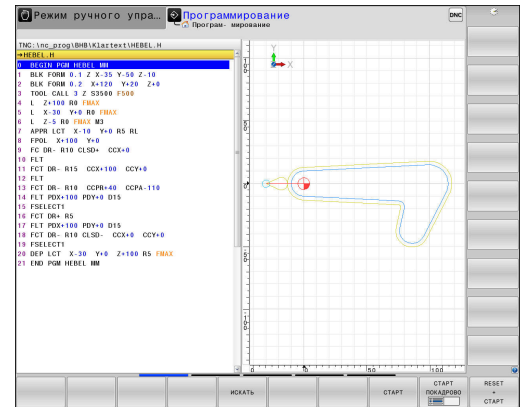 Режим ручного упра...
Программирование
Програм- мирование
DNC
TNC:\nc_prog\BHB\Klartext\HEBEL.H
→HEBEL.H
0 BEGIN PGM HEBEL MM
1 BLK FORM 0.1 Z X-35 Y-50 Z-10
2 BLK FORM 0.2 X+120 Y+20 Z+0
3 TOOL CALL 3 Z S3500 F500
4 L Z+100 R0 FMAX
5 L X-30 Y+0 R0 FMAX
6 L Z-5 R0 FMAX M3
7 APPR LCT X-10 Y+0 R5 RL
8 FPOL X+100 Y+0
9 FC DR- R10 CLSD+ CCX+0
10 FLT
11 FCT DR- R15 CCX+100 CCY+0
12 FLT
13 FCT DR- R10 CCPR+40 CCPA-110
14 FLT PDX+100 PDY+0 D15
15 FSELECT1
16 FCT DR+ R5
17 FLT PDX+100 PDY+0 D15
18 FCT DR- R10 CLSD- CCX+0 CCY+0
19 FSELECT1
20 DEP LCT X-30 Y+0 Z+100 R5 FMAX
21 END PGM HEBEL MM
Y
X
0
50
100
ИСКАТЬ
СТАРТ
СТАРТ ПОКАДРОВО
RESET + СТАРТ